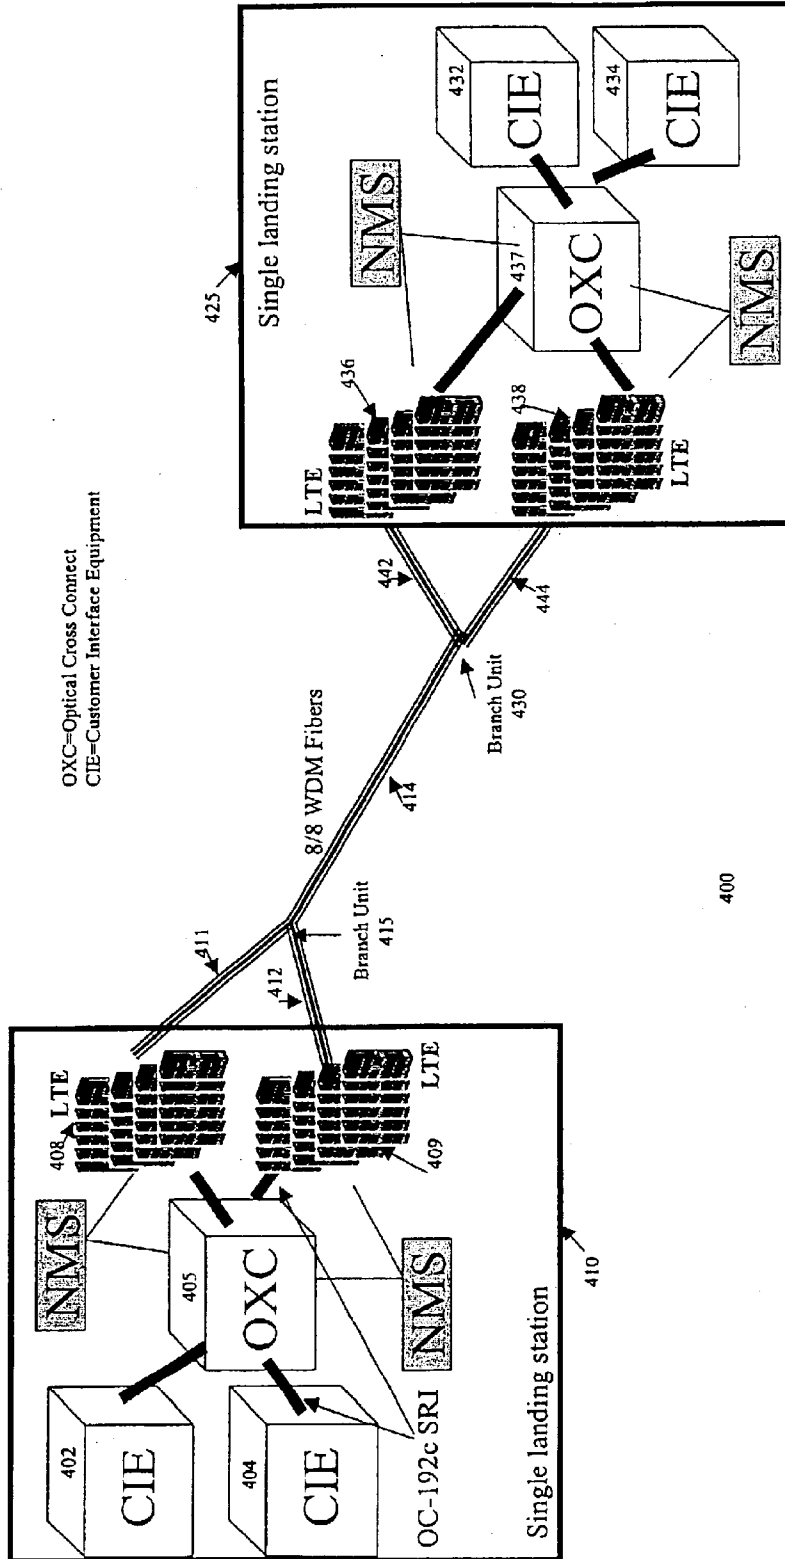 OXC=Optical Cross Connect
CIE=Customer Interface Equipment
402
CIE
404
CIE
OC-192c SRI
Single landing station
410
NMS
405
OXC
NMS
408
LTE
409
LTE
411
412
Branch Unit
415
8/8 WDM Fibers
414
Branch Unit
430
442
444
400
425
Single landing station
LTE
436
438
LTE
NMS
437
OXC
NMS
432
CIE
434
CIE